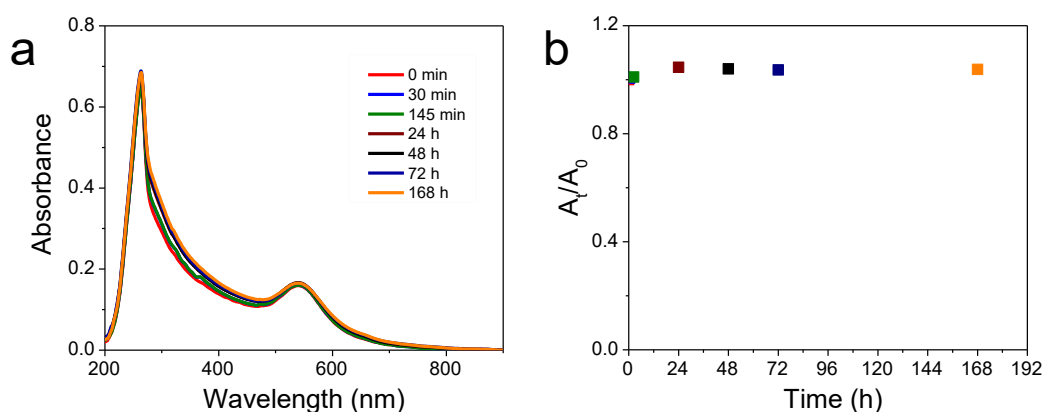 a
0.8
0.6
0.4
0.2
0.0
200 400 600 800
Absorbance
Wavelength (nm)
0 min
30 min
145 min
24 h
48 h
72 h
168 h
b
1.2
0.8
0.4
0.0
0 24 48 72 96 120 144 168 192
Aₜ/A₀
Time (h)